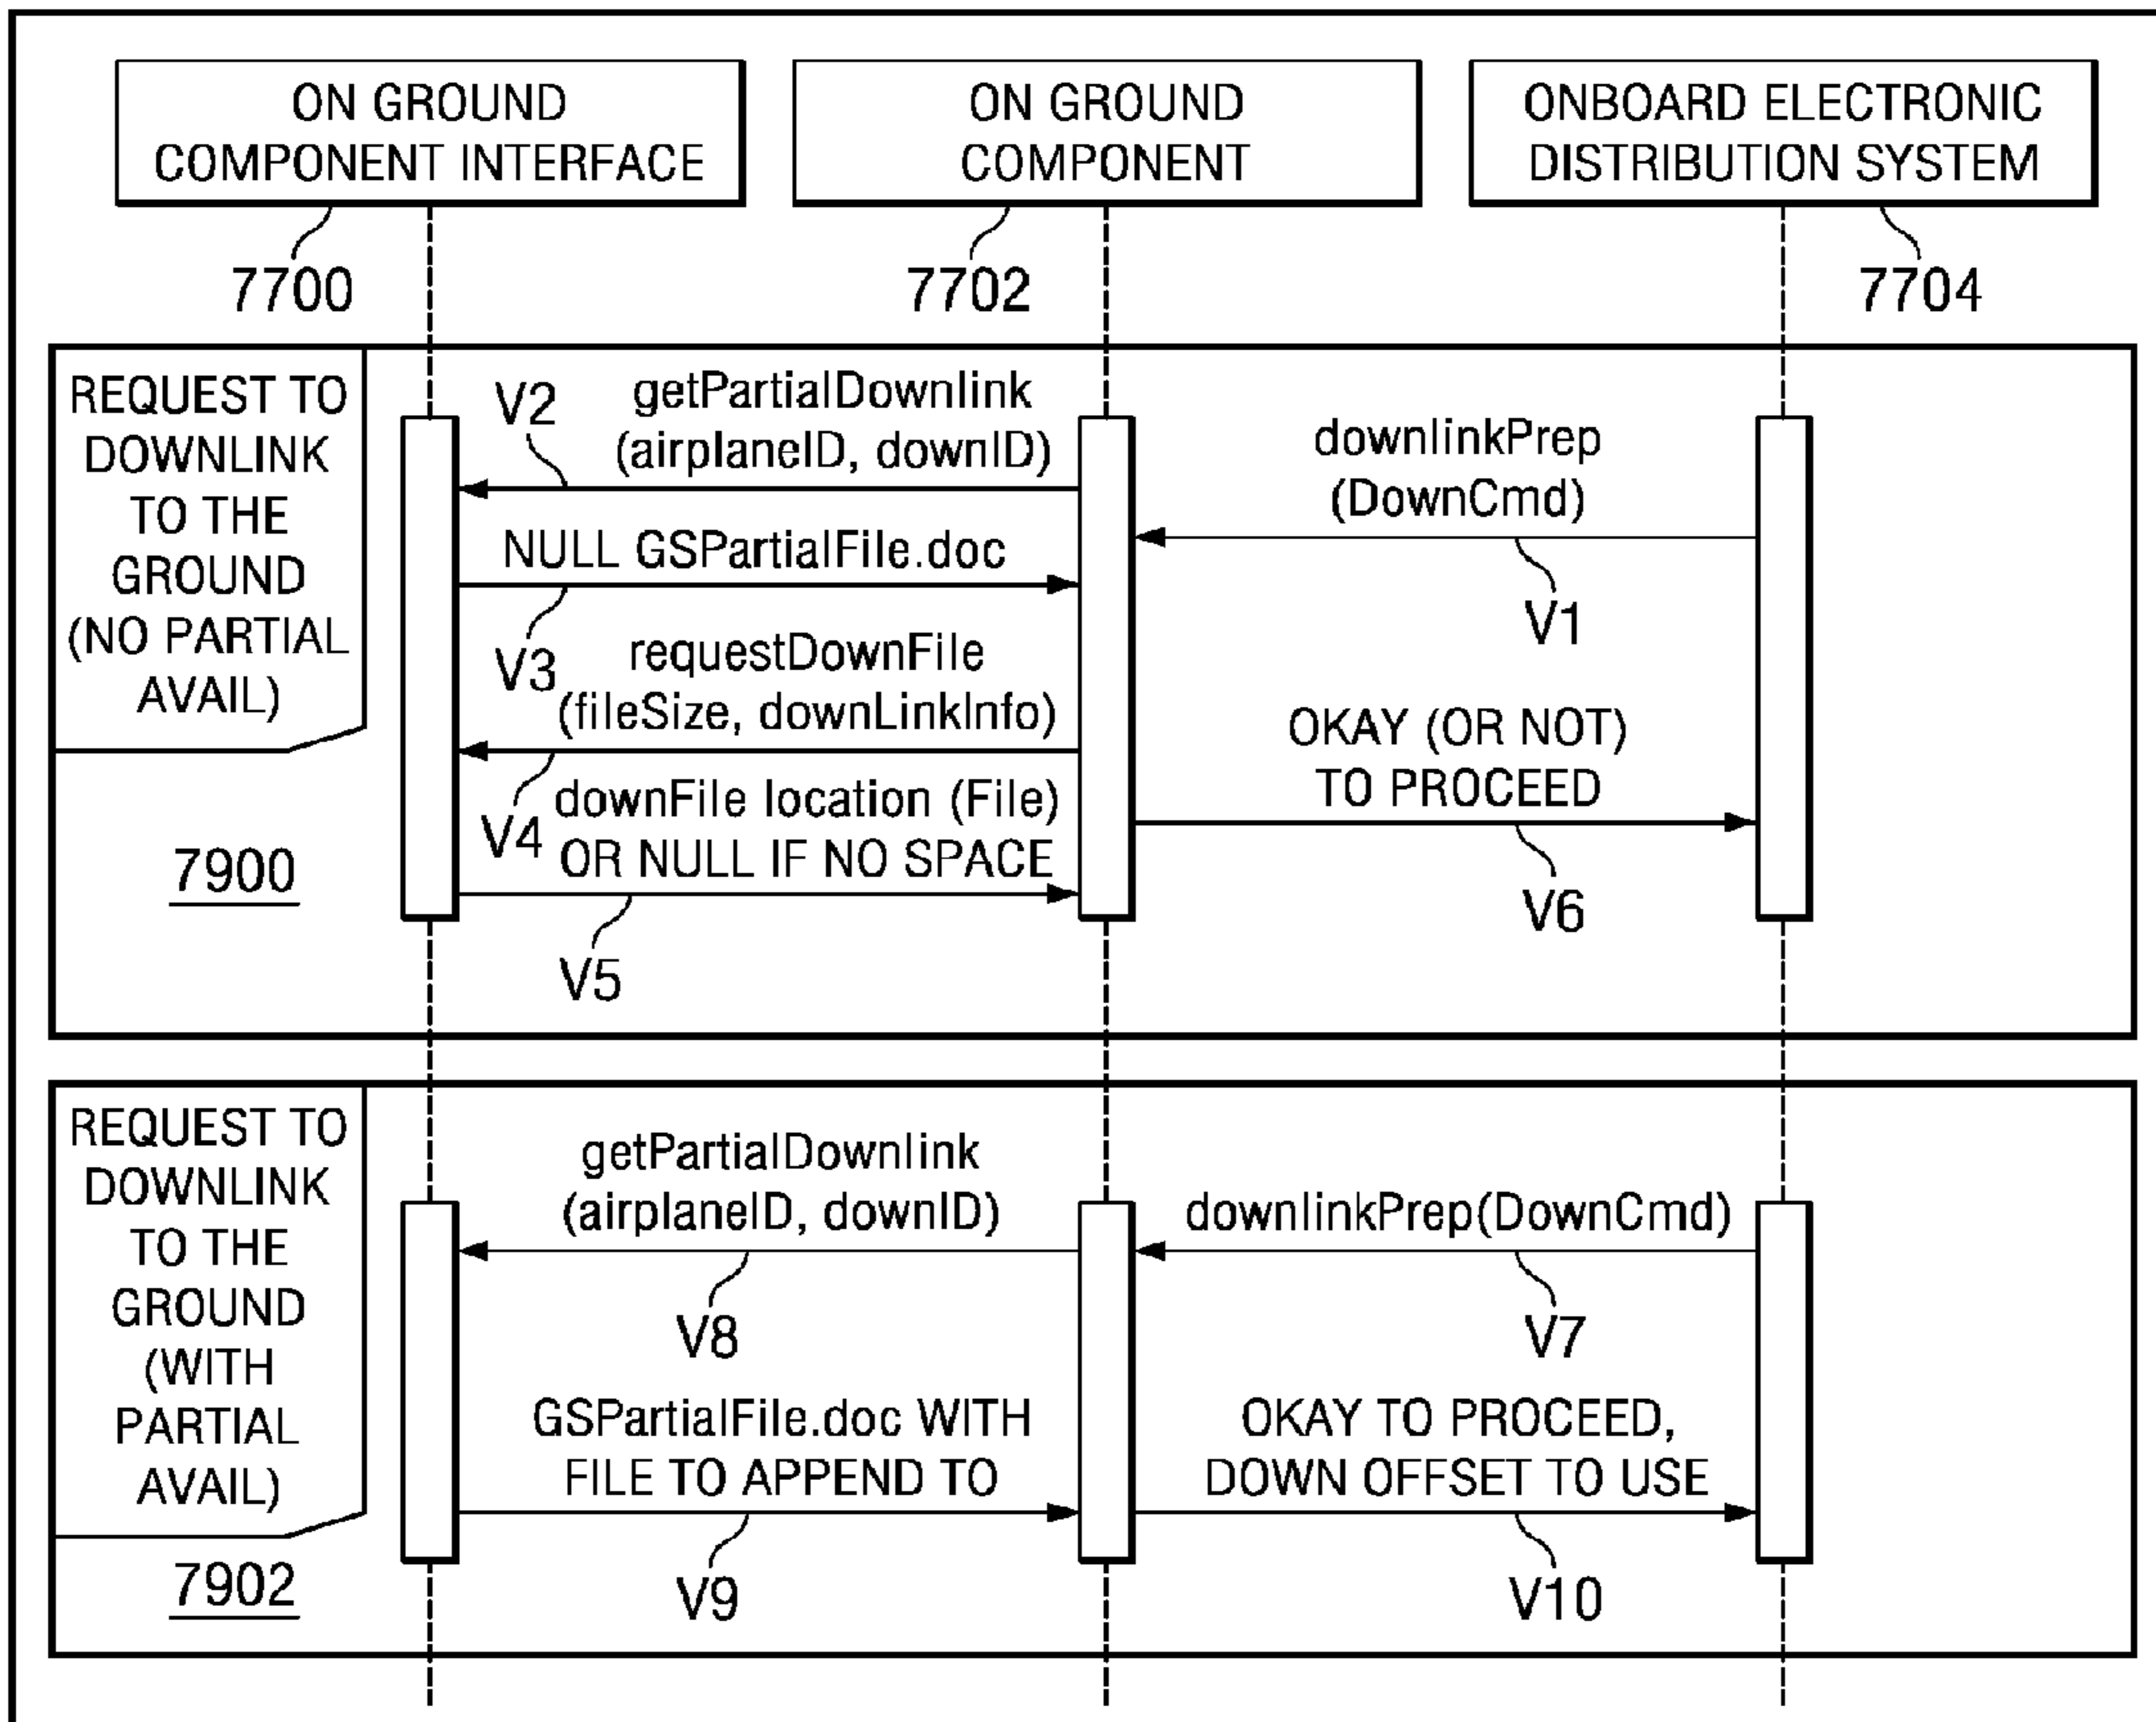 ON GROUND
COMPONENT INTERFACE
ON GROUND
COMPONENT
ONBOARD ELECTRONIC
DISTRIBUTION SYSTEM
7700
7702
7704
REQUEST TO
DOWNLINK
TO THE
GROUND
(NO PARTIAL
AVAIL)
7900
V2
getPartialDownlink
(airplaneID, downID)
downlinkPrep
(DownCmd)
V1
NULL GSPartialFile.doc
V3
requestDownFile
(fileSize, downLinkInfo)
V4
downFile location (File)
OR NULL IF NO SPACE
V5
OKAY (OR NOT)
TO PROCEED
V6
REQUEST TO
DOWNLINK
TO THE
GROUND
(WITH
PARTIAL
AVAIL)
7902
getPartialDownlink
(airplaneID, downID)
V8
downlinkPrep(DownCmd)
V7
GSPartialFile.doc WITH
FILE TO APPEND TO
V9
OKAY TO PROCEED,
DOWN OFFSET TO USE
V10